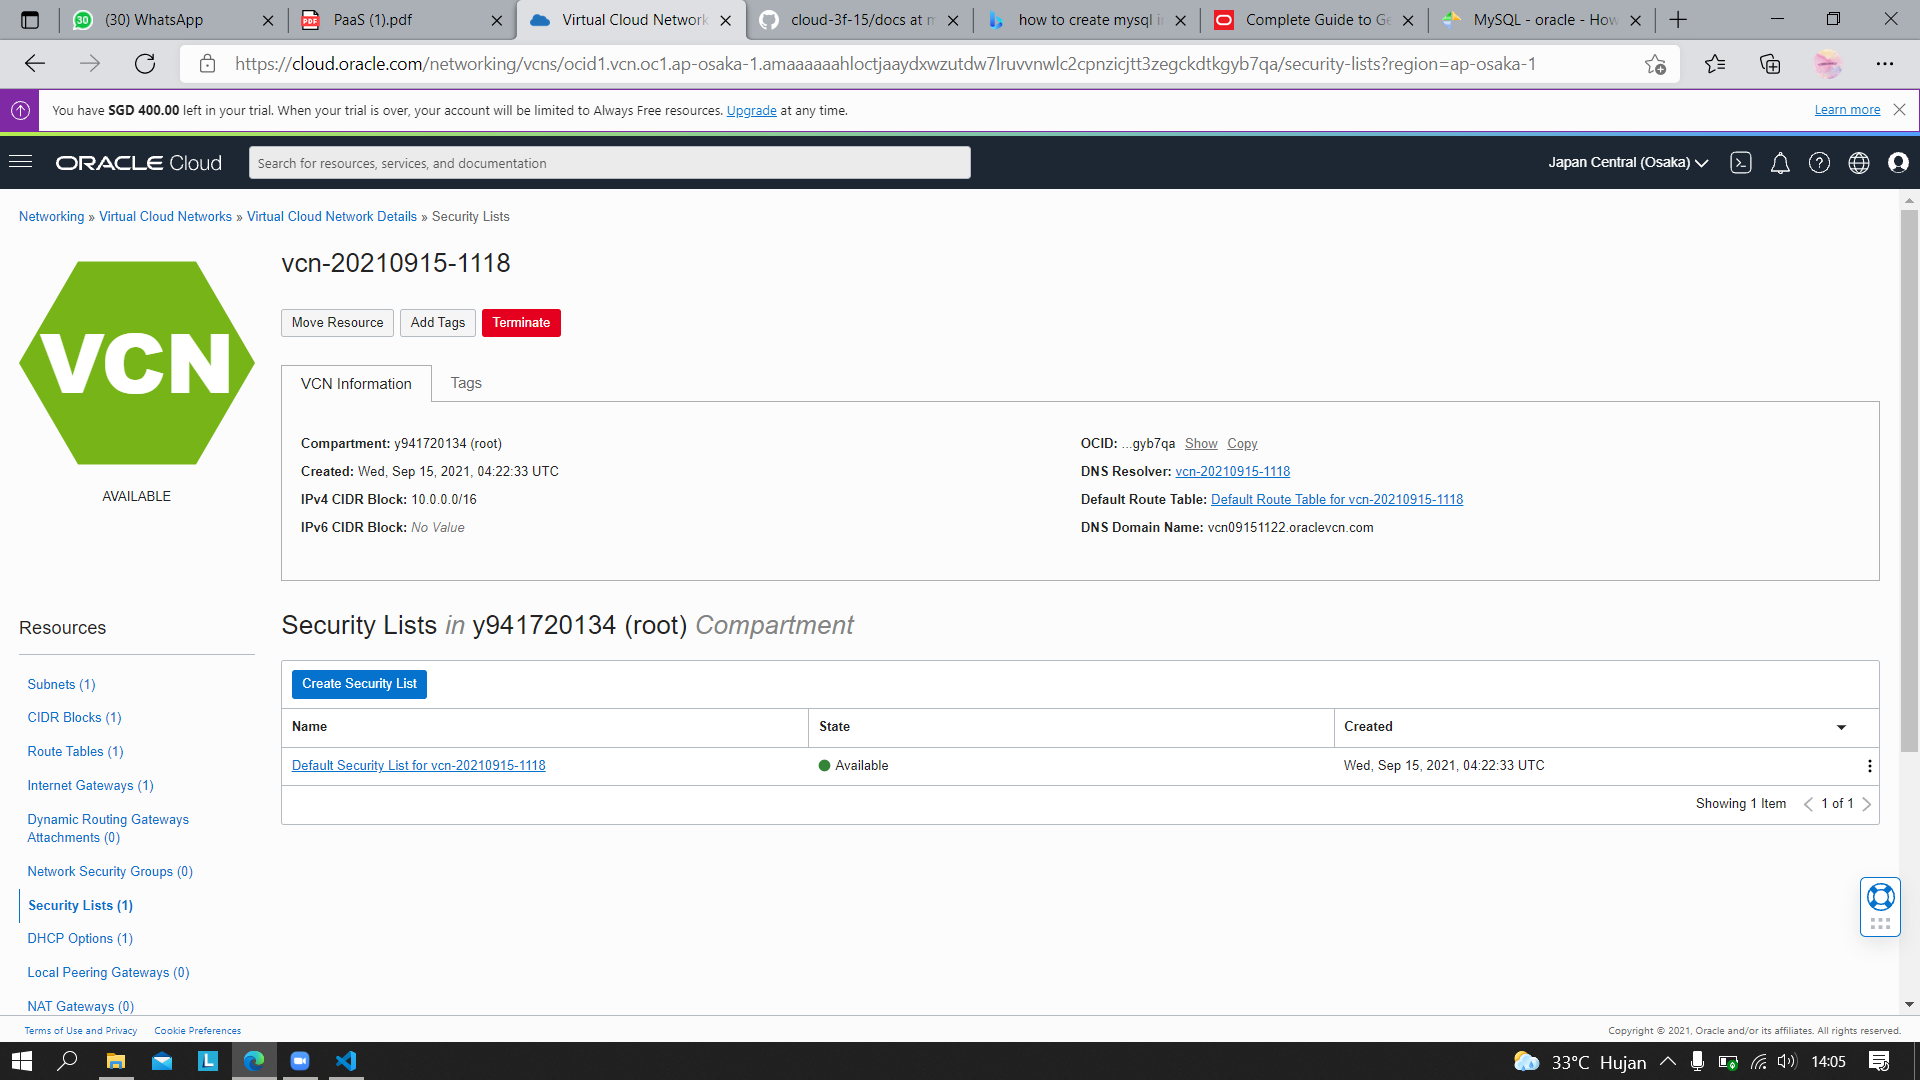 (30) WhatsApp
PaaS (1).pdf
Virtual Cloud Network
cloud-3f-15/docs at m
how to create mysql i
Complete Guide to Ge
MySQL - oracle - How
https://cloud.oracle.com/networking/vcns/ocid1.vcn.oc1.ap-osaka-1.amaaaaaahloctjaaydxwzutdw7lruvvnwlc2cpnzicjtt3zegckdtkgyb7qa/security-lists?region=ap-osaka-1
You have SGD 400.00 left in your trial. When your trial is over, your account will be limited to Always Free resources. Upgrade at any time.
Learn more
ORACLE Cloud
Search for resources, services, and documentation
Japan Central (Osaka)
Networking » Virtual Cloud Networks » Virtual Cloud Network Details » Security Lists
VCN
AVAILABLE
vcn-20210915-1118
Move Resource
Add Tags
Terminate
VCN Information
Tags
Compartment: y941720134 (root)
Created: Wed, Sep 15, 2021, 04:22:33 UTC
IPv4 CIDR Block: 10.0.0.0/16
IPv6 CIDR Block: No Value
OCID: ...gyb7qa Show Copy
DNS Resolver: vcn-20210915-1118
Default Route Table: Default Route Table for vcn-20210915-1118
DNS Domain Name: vcn09151122.oraclevcn.com
Resources
Subnets (1)
CIDR Blocks (1)
Route Tables (1)
Internet Gateways (1)
Dynamic Routing Gateways
Attachments (0)
Network Security Groups (0)
Security Lists (1)
DHCP Options (1)
Local Peering Gateways (0)
NAT Gateways (0)
Security Lists in y941720134 (root) Compartment
Create Security List
Name
State
Created
Default Security List for vcn-20210915-1118
Available
Wed, Sep 15, 2021, 04:22:33 UTC
Showing 1 Item
1 of 1
Terms of Use and Privacy
Cookie Preferences
Copyright © 2021, Oracle and/or its affiliates. All rights reserved.
33°C Hujan
14:05